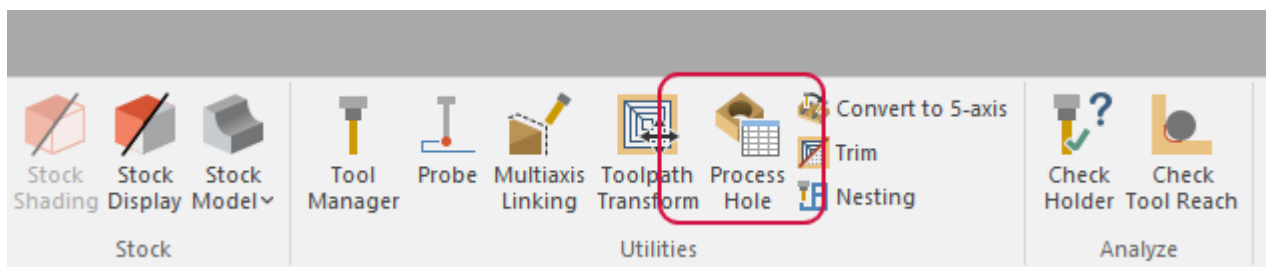 Stock Shading
Stock Display
Stock Model
Stock
Tool Manager
Probe
Multiaxis Linking
Toolpath Transform
Process Hole
Convert to 5-axis
Trim
Nesting
Utilities
Check Holder
Check Tool Reach
Analyze